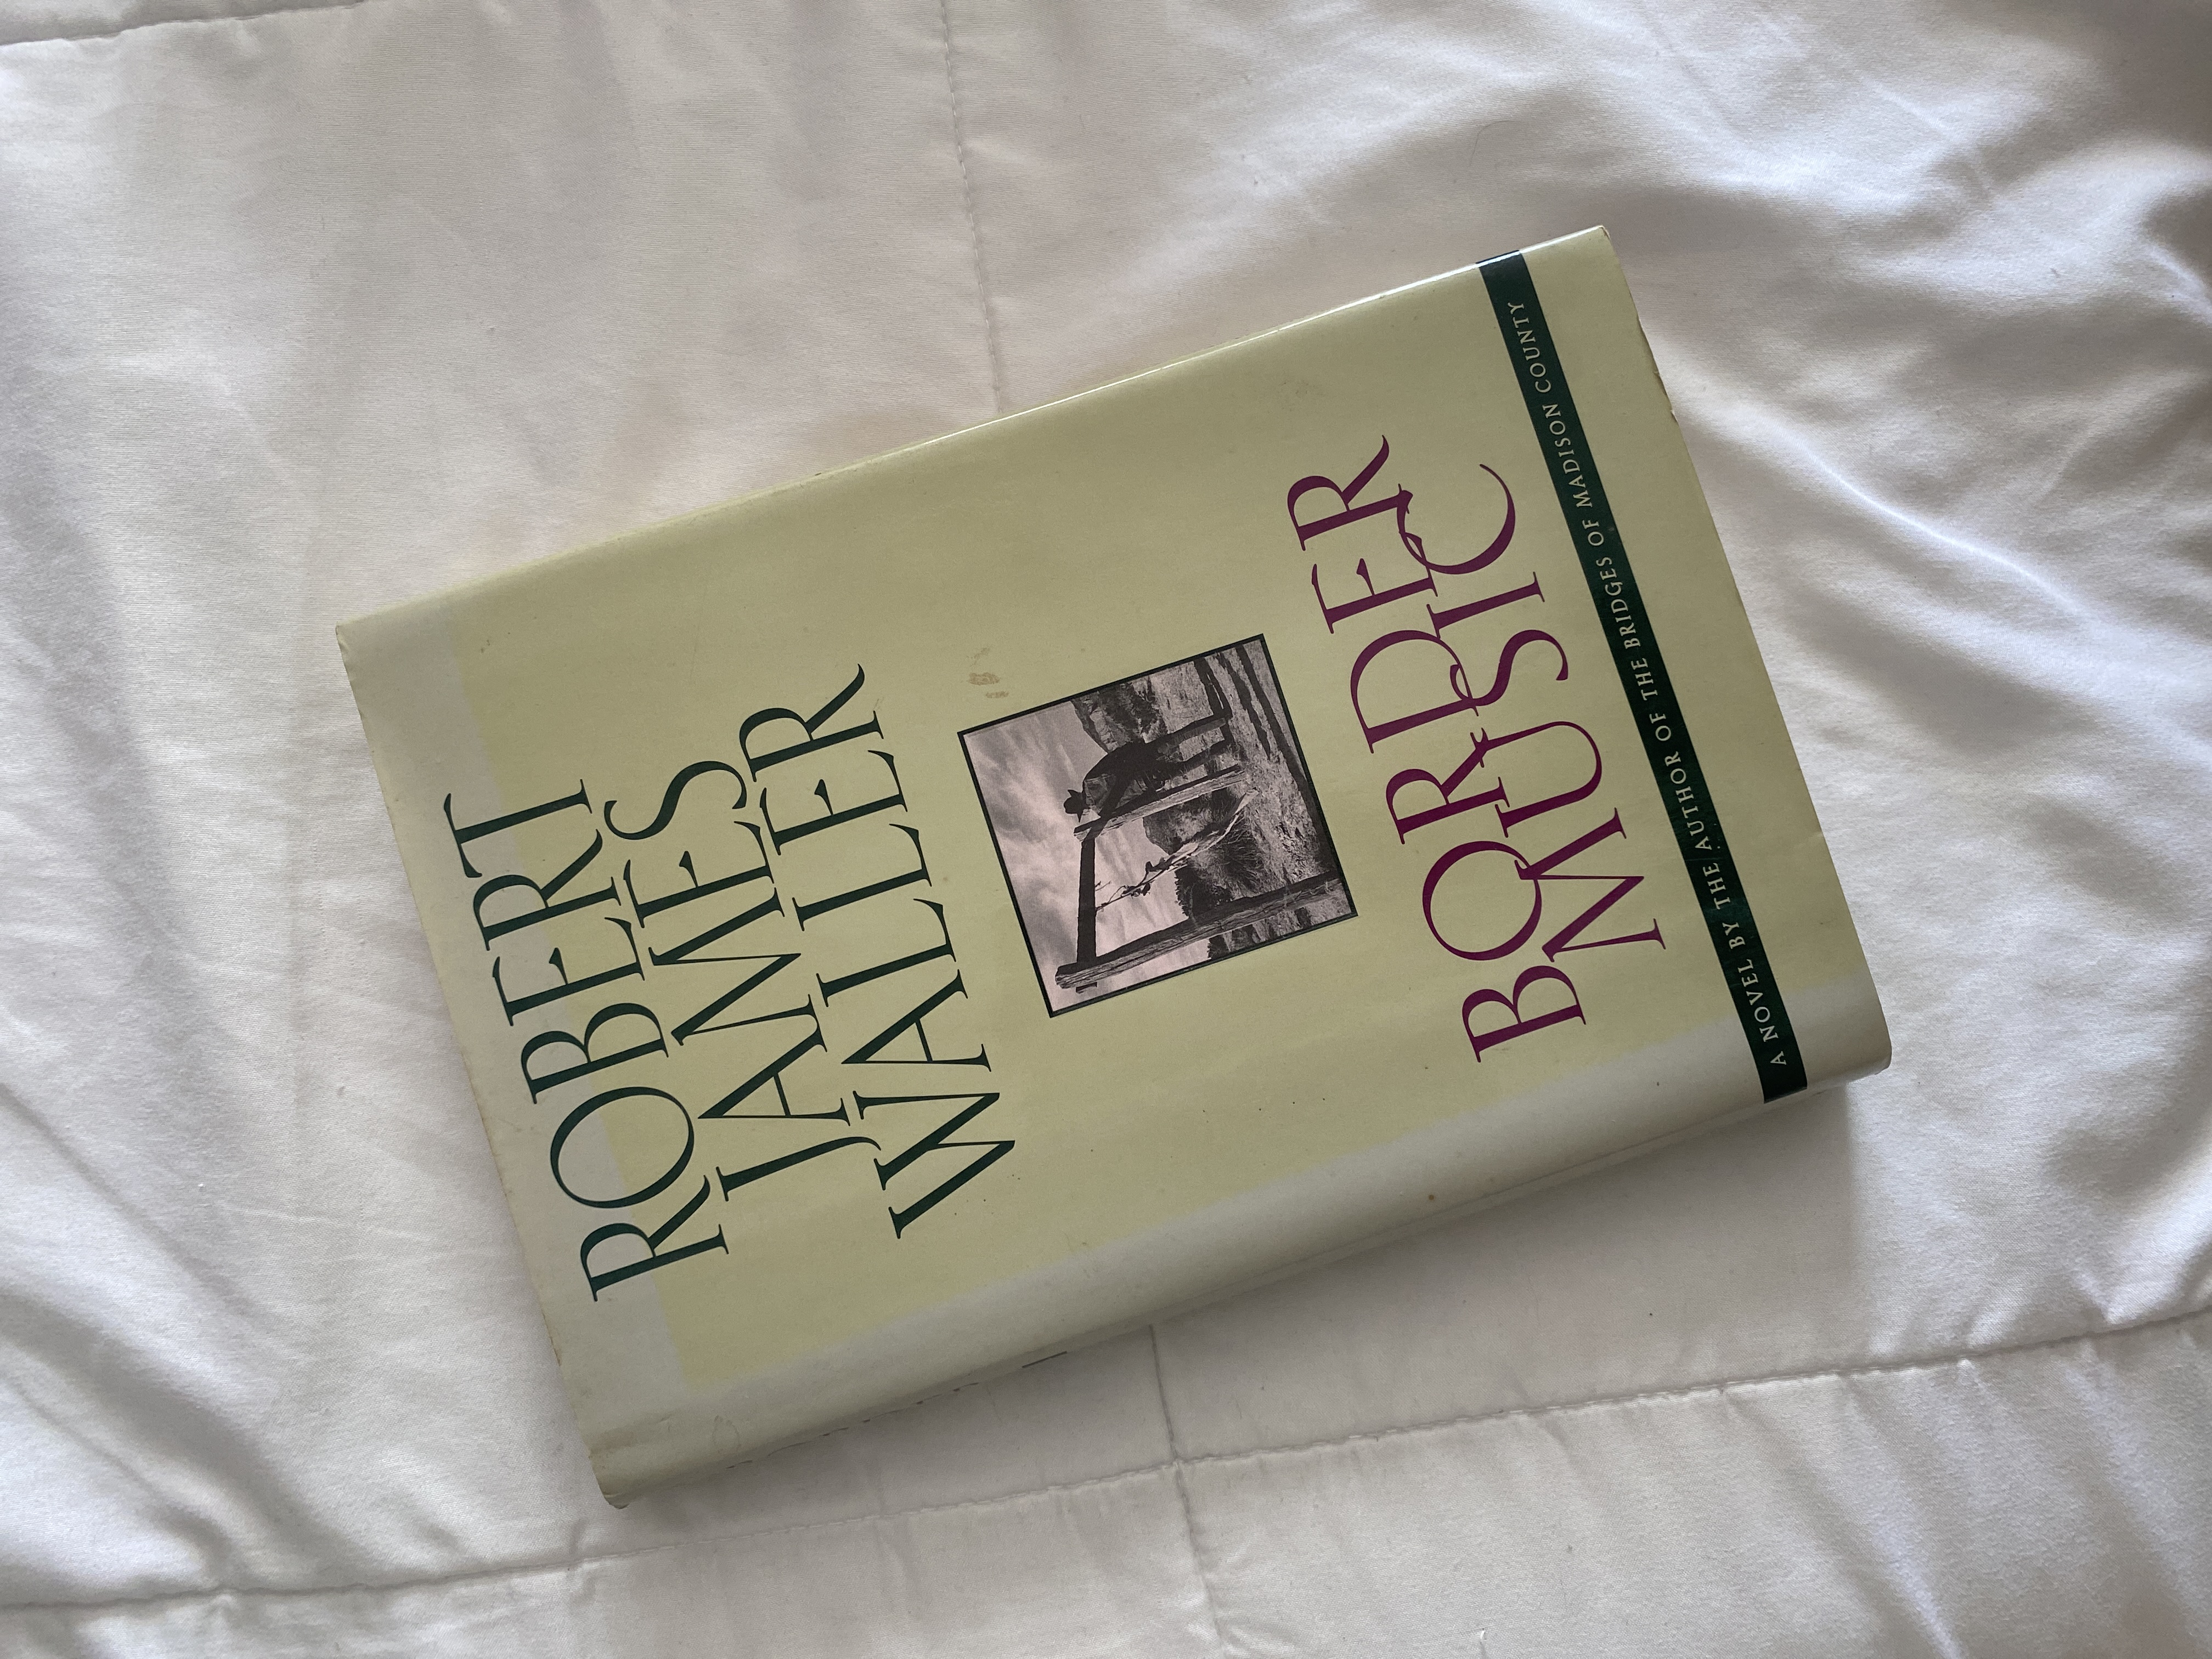 ROBERT
JAMES
WALLER
BORDER
MUSIC
A NOVEL BY THE AUTHOR OF THE BRIDGES OF MADISON COUNTY